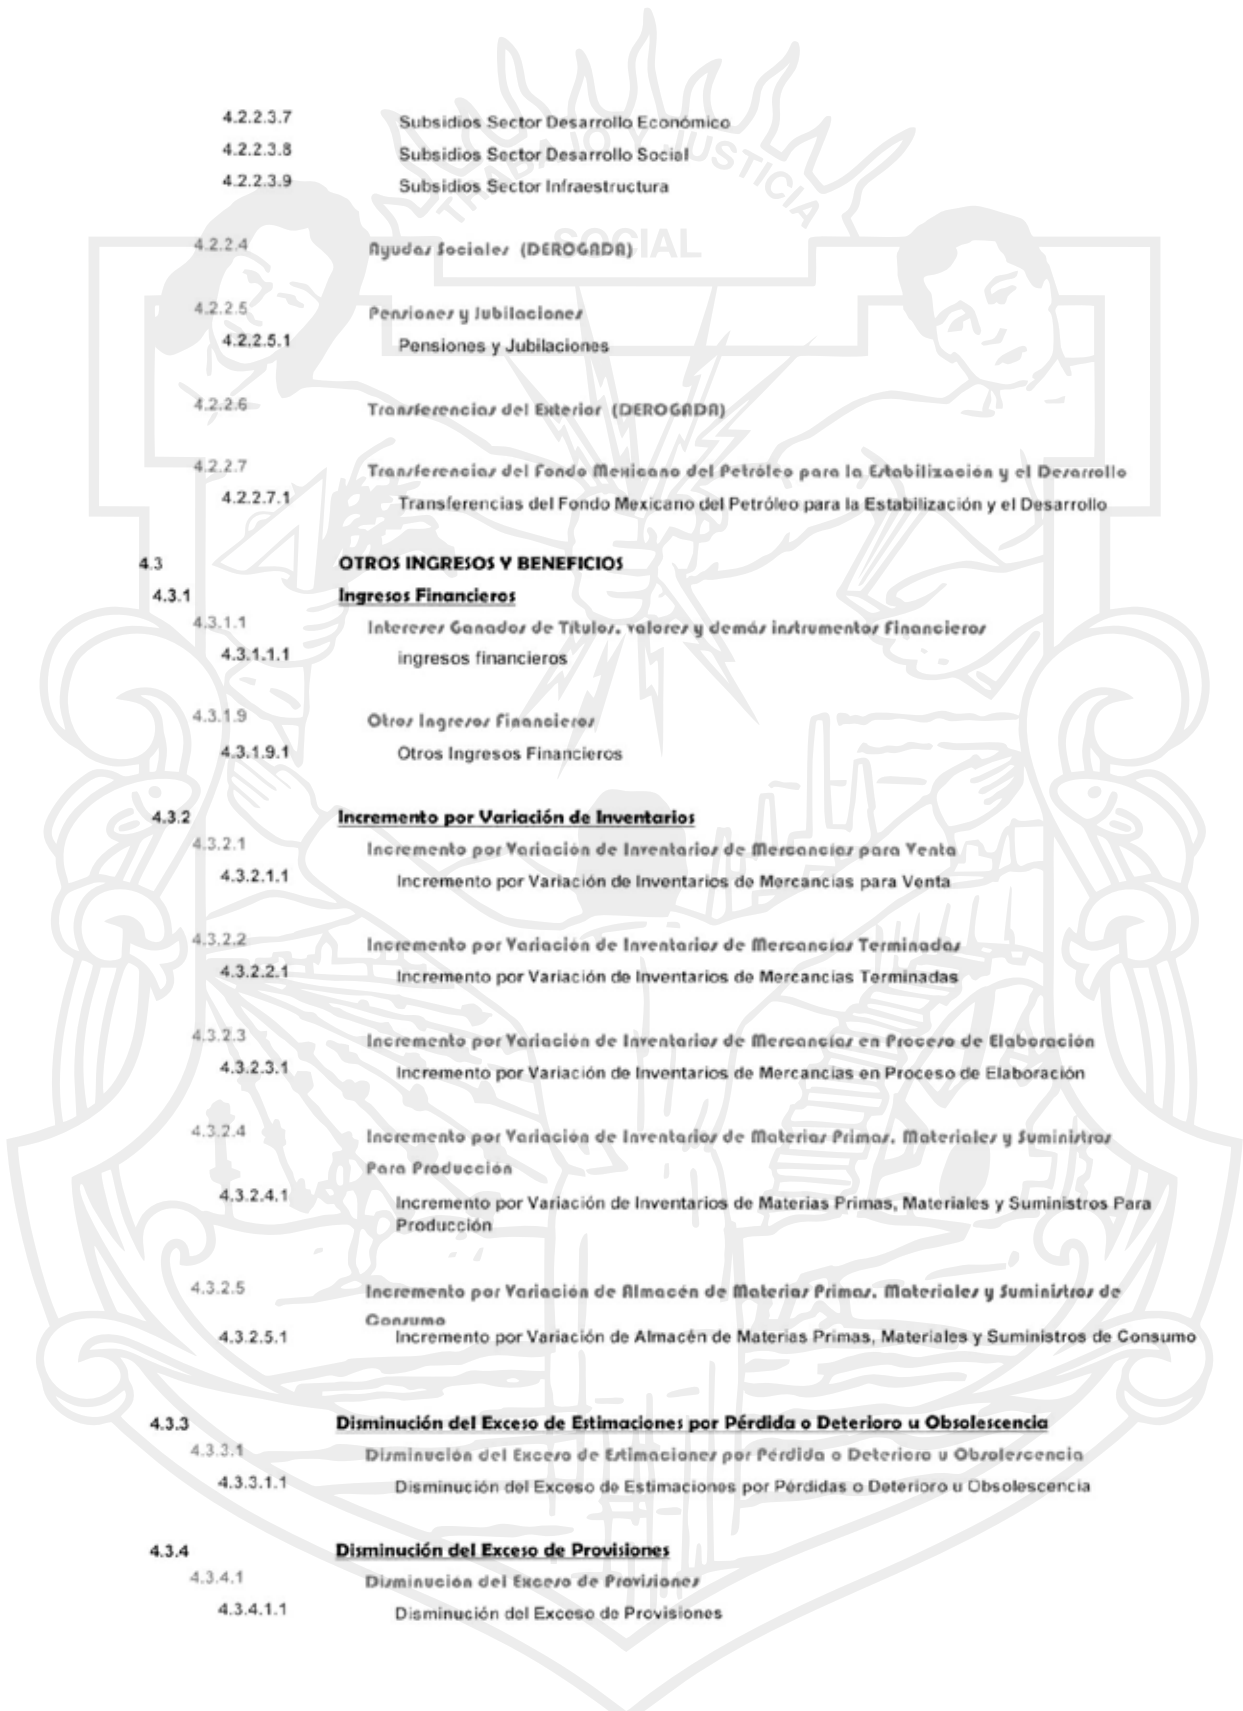 TRABAJO Y JUSTICIA
SOCIAL
4.2.2.3.7 Subsidios Sector Desarrollo Económico
4.2.2.3.8 Subsidios Sector Desarrollo Social
4.2.2.3.9 Subsidios Sector Infraestructura
4.2.2.4 Ayudas Sociales (DEROGADA)
4.2.2.5 Pensiones y Jubilaciones
4.2.2.5.1 Pensiones y Jubilaciones
4.2.2.6 Transferencias del Exterior (DEROGADA)
4.2.2.7 Transferencias del Fondo Mexicano del Petróleo para la Estabilización y el Desarrollo
4.2.2.7.1 Transferencias del Fondo Mexicano del Petróleo para la Estabilización y el Desarrollo
4.3 OTROS INGRESOS Y BENEFICIOS
4.3.1 Ingresos Financieros
4.3.1.1 Intereses Ganados de Títulos, valores y demás instrumentos Financieros
4.3.1.1.1 ingresos financieros
4.3.1.9 Otros Ingresos Financieros
4.3.1.9.1 Otros Ingresos Financieros
4.3.2 Incremento por Variación de Inventarios
4.3.2.1 Incremento por Variación de Inventarios de Mercancías para Venta
4.3.2.1.1 Incremento por Variación de Inventarios de Mercancías para Venta
4.3.2.2 Incremento por Variación de Inventarios de Mercancías Terminadas
4.3.2.2.1 Incremento por Variación de Inventarios de Mercancías Terminadas
4.3.2.3 Incremento por Variación de Inventarios de Mercancías en Proceso de Elaboración
4.3.2.3.1 Incremento por Variación de Inventarios de Mercancías en Proceso de Elaboración
4.3.2.4 Incremento por Variación de Inventarios de Materias Primas, Materiales y Suministros
Para Producción
4.3.2.4.1 Incremento por Variación de Inventarios de Materias Primas, Materiales y Suministros Para
Producción
4.3.2.5 Incremento por Variación de Almacén de Materias Primas, Materiales y Suministros de
Consumo
4.3.2.5.1 Incremento por Variación de Almacén de Materias Primas, Materiales y Suministros de Consumo
4.3.3 Disminución del Exceso de Estimaciones por Pérdida o Deterioro u Obsolescencia
4.3.3.1 Disminución del Exceso de Estimaciones por Pérdida o Deterioro u Obsolescencia
4.3.3.1.1 Disminución del Exceso de Estimaciones por Pérdidas o Deterioro u Obsolescencia
4.3.4 Disminución del Exceso de Provisiones
4.3.4.1 Disminución del Exceso de Provisiones
4.3.4.1.1 Disminución del Exceso de Provisiones